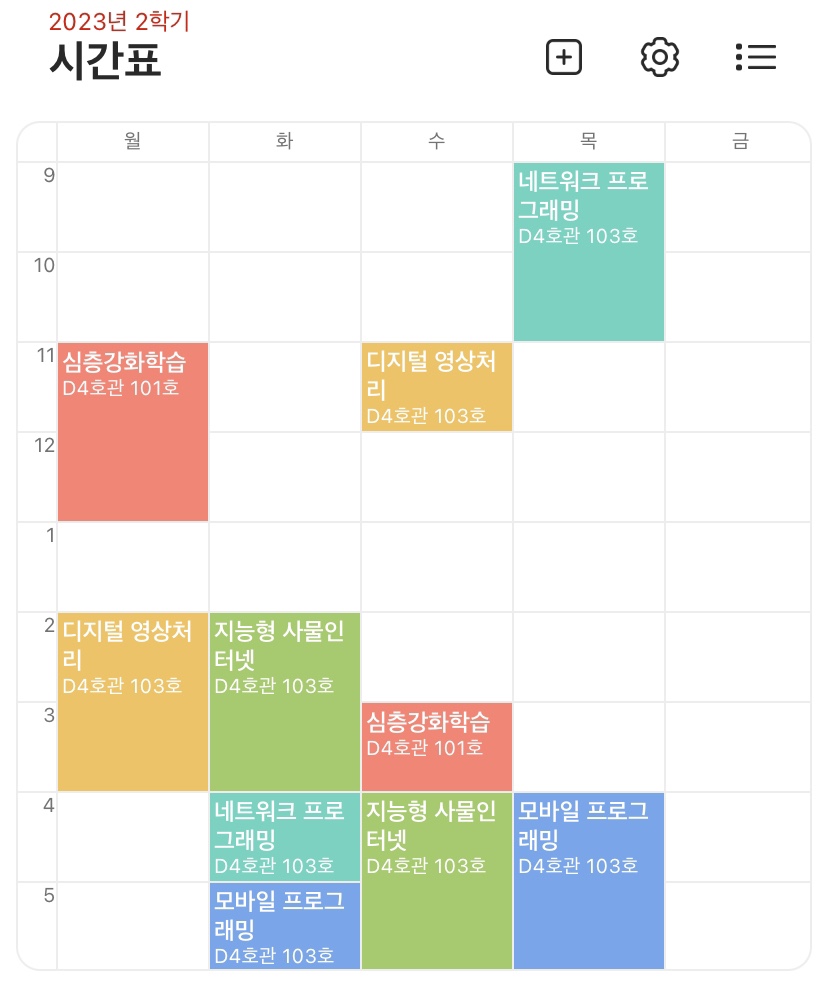 2023년 2학기
시간표
월 화 수 목 금
9
네트워크 프로
그래밍
D4호관 103호
10
11
심층강화학습
D4호관 101호
디지털 영상처
리
D4호관 103호
12
1
2
디지털 영상처
리
D4호관 103호
지능형 사물인
터넷
D4호관 103호
3
심층강화학습
D4호관 101호
4
네트워크 프로
그래밍
D4호관 103호
지능형 사물인
터넷
D4호관 103호
모바일 프로그
래밍
D4호관 103호
5
모바일 프로그
래밍
D4호관 103호